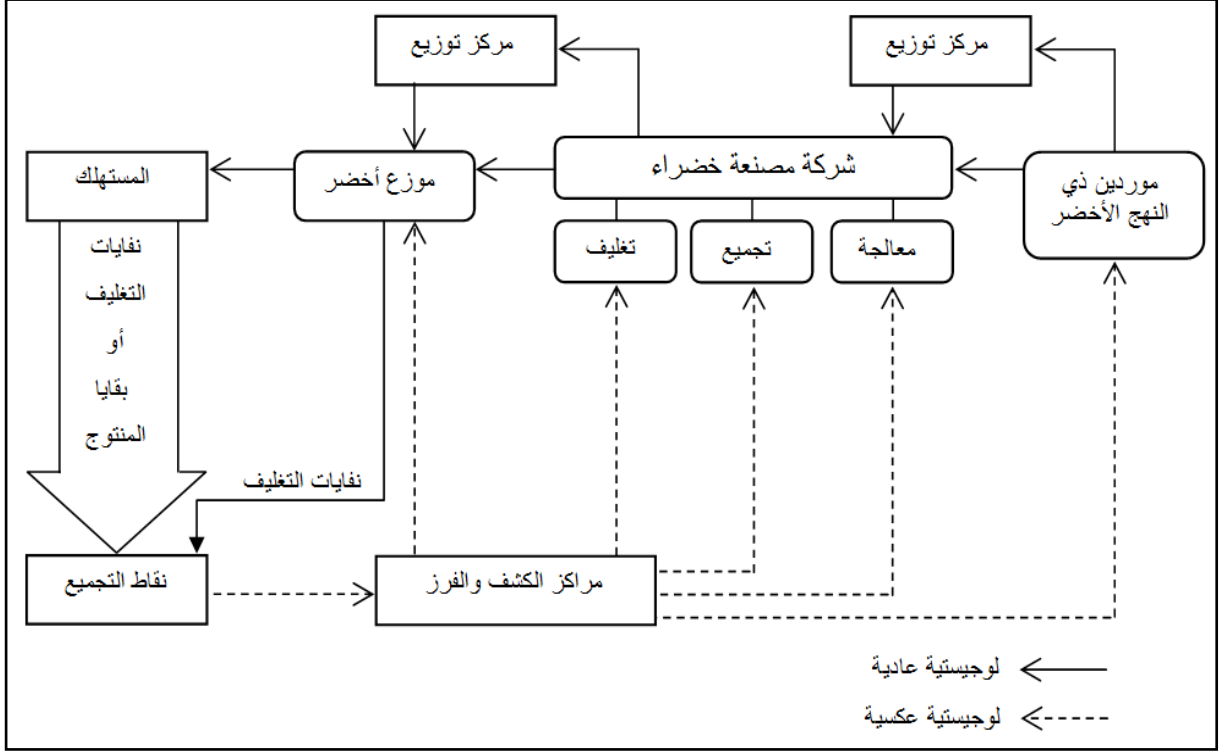 مركز توزيع
مركز توزيع
موردين ذي
النهج الأخضر
شركة مصنعة خضراء
موزع أخضر
المستهلك
معالجة
تجميع
تغليف
نفايات
التغليف
أو
بقايا
المنتوج
نفايات التغليف
مراكز الكشف والفرز
نقاط التجميع
لوجيستية عادية
لوجيستية عكسية